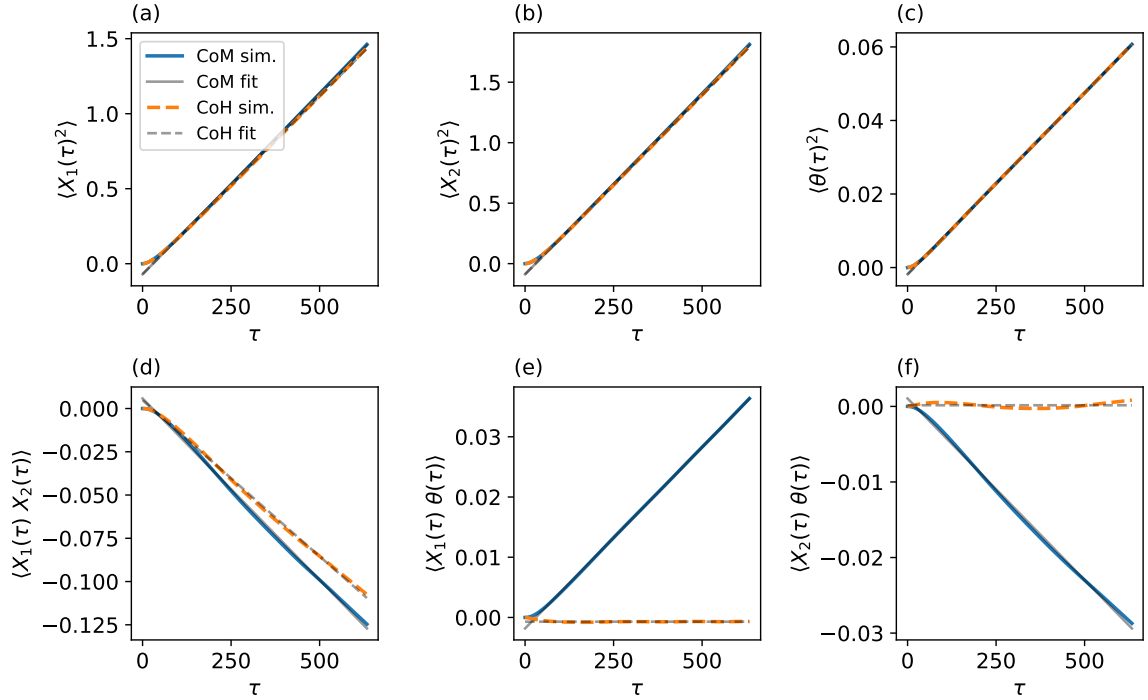 (a)
⟨X₁(τ)²⟩
1.5
1.0
0.5
0.0
CoM sim.
CoM fit
CoH sim.
CoH fit
0 250 500
τ
(b)
⟨X₂(τ)²⟩
1.5
1.0
0.5
0.0
0 250 500
τ
(c)
⟨θ(τ)²⟩
0.06
0.04
0.02
0.00
0 250 500
τ
(d)
⟨X₁(τ) X₂(τ)⟩
0.000
−0.025
−0.050
−0.075
−0.100
−0.125
0 250 500
τ
(e)
⟨X₁(τ) θ(τ)⟩
0.03
0.02
0.01
0.00
0 250 500
τ
(f)
⟨X₂(τ) θ(τ)⟩
0.00
−0.01
−0.02
−0.03
0 250 500
τ